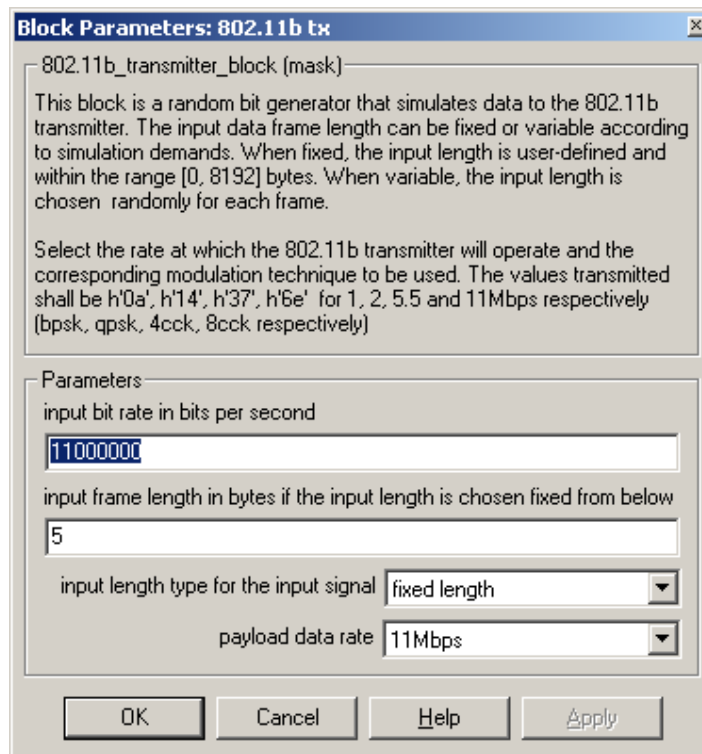 Block Parameters: 802.11b tx
802.11b_transmitter_block (mask)
This block is a random bit generator that simulates data to the 802.11b
transmitter. The input data frame length can be fixed or variable according
to simulation demands. When fixed, the input length is user-defined and
within the range [0, 8192] bytes. When variable, the input length is
chosen  randomly for each frame.
Select the rate at which the 802.11b transmitter will operate and the
corresponding modulation technique to be used. The values transmitted
shall be h'0a', h'14', h'37', h'6e'  for 1, 2, 5.5 and 11Mbps respectively
(bpsk, qpsk, 4cck, 8cck respectively)
Parameters
input bit rate in bits per second
11000000
input frame length in bytes if the input length is chosen fixed from below
5
input length type for the input signal fixed length
payload data rate 11Mbps
OK Cancel Help Apply